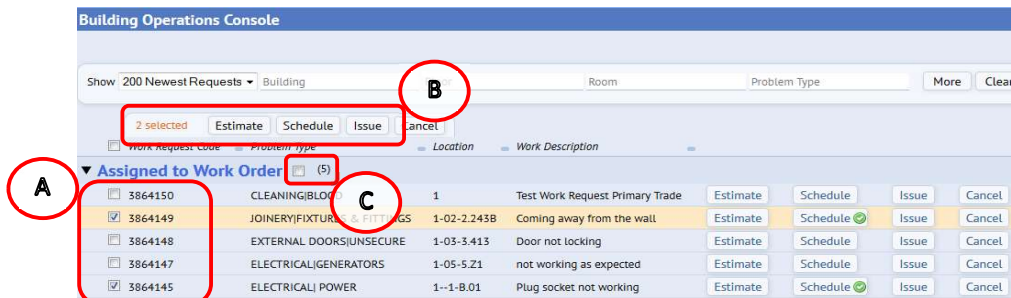 Building Operations Console
Show 200 Newest Requests Building Room Problem Type More Clear
B
2 selected Estimate Schedule Issue Cancel
Work Request Code Problem Type Location Work Description
Assigned to Work Order (5)
A
C
3864150 CLEANING|BLOOD 1 Test Work Request Primary Trade Estimate Schedule Issue Cancel
3864149 JOINERY|FIXTURES & FITTINGS 1-02-2.243B Coming away from the wall Estimate Schedule Issue Cancel
3864148 EXTERNAL DOORS|UNSECURE 1-03-3.413 Door not locking Estimate Schedule Issue Cancel
3864147 ELECTRICAL|GENERATORS 1-05-5.Z1 not working as expected Estimate Schedule Issue Cancel
3864145 ELECTRICAL| POWER 1--1-B.01 Plug socket not working Estimate Schedule Issue Cancel